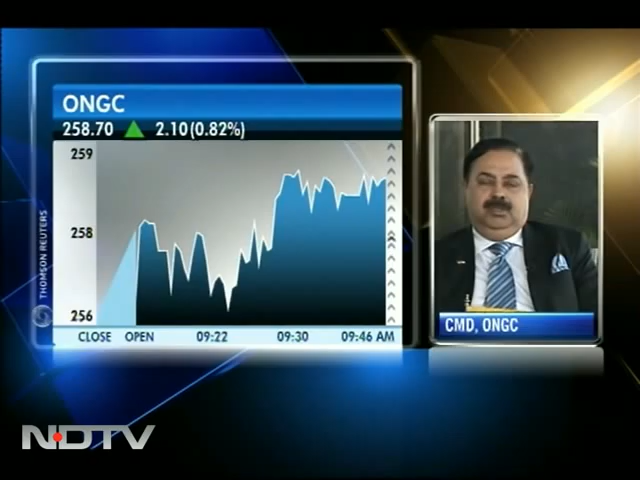 ONGC
258.70 2.10(0.82%)
259
258
256
CLOSE OPEN 09:22 09:30 09:46 AM
THOMSON REUTERS
CMD, ONGC
NDTV